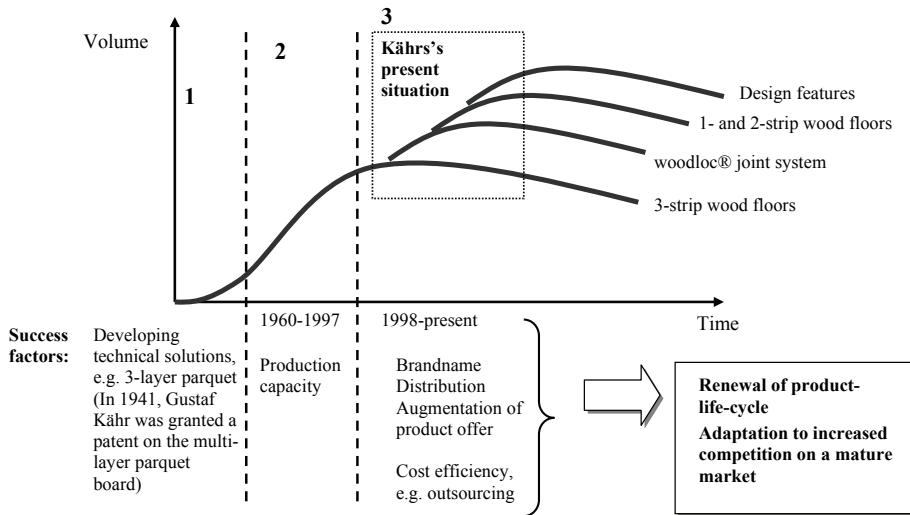 Volume
1
2
3
Kährs's
present
situation
Design features
1- and 2-strip wood floors
woodloc® joint system
3-strip wood floors
Time
1960-1997
1998-present
Success
factors:
Developing
technical solutions,
e.g. 3-layer parquet
(In 1941, Gustaf
Kähr was granted a
patent on the multi-
layer parquet
board)
Production
capacity
Brandname
Distribution
Augmentation of
product offer
Cost efficiency,
e.g. outsourcing
Renewal of product-
life-cycle
Adaptation to increased
competition on a mature
market